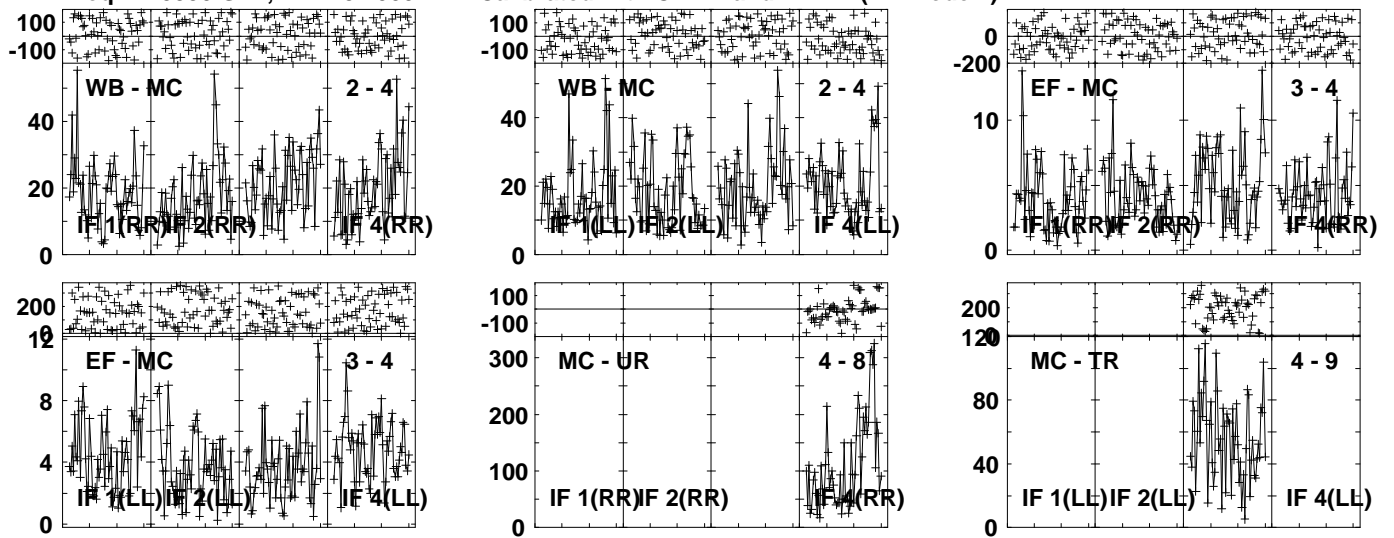 100
-100
WB - MC 2 - 4
40
20
IF 1(RR) IF 2(RR) IF 4(RR)
0
100
-100
WB - MC 2 - 4
60
40
20
IF 1(LL) IF 2(LL) IF 4(LL)
0
0
-200
EF - MC 3 - 4
10
IF 1(RR) IF 2(RR) IF 4(RR)
0
200
0
12
EF - MC 3 - 4
8
4
IF 1(LL) IF 2(LL) IF 4(LL)
0
100
-100
300
MC - UR 4 - 8
200
100
IF 1(RR) IF 2(RR) IF 4(RR)
0
200
0
120
MC - TR 4 - 9
80
40
IF 1(LL) IF 2(LL) IF 4(LL)
0